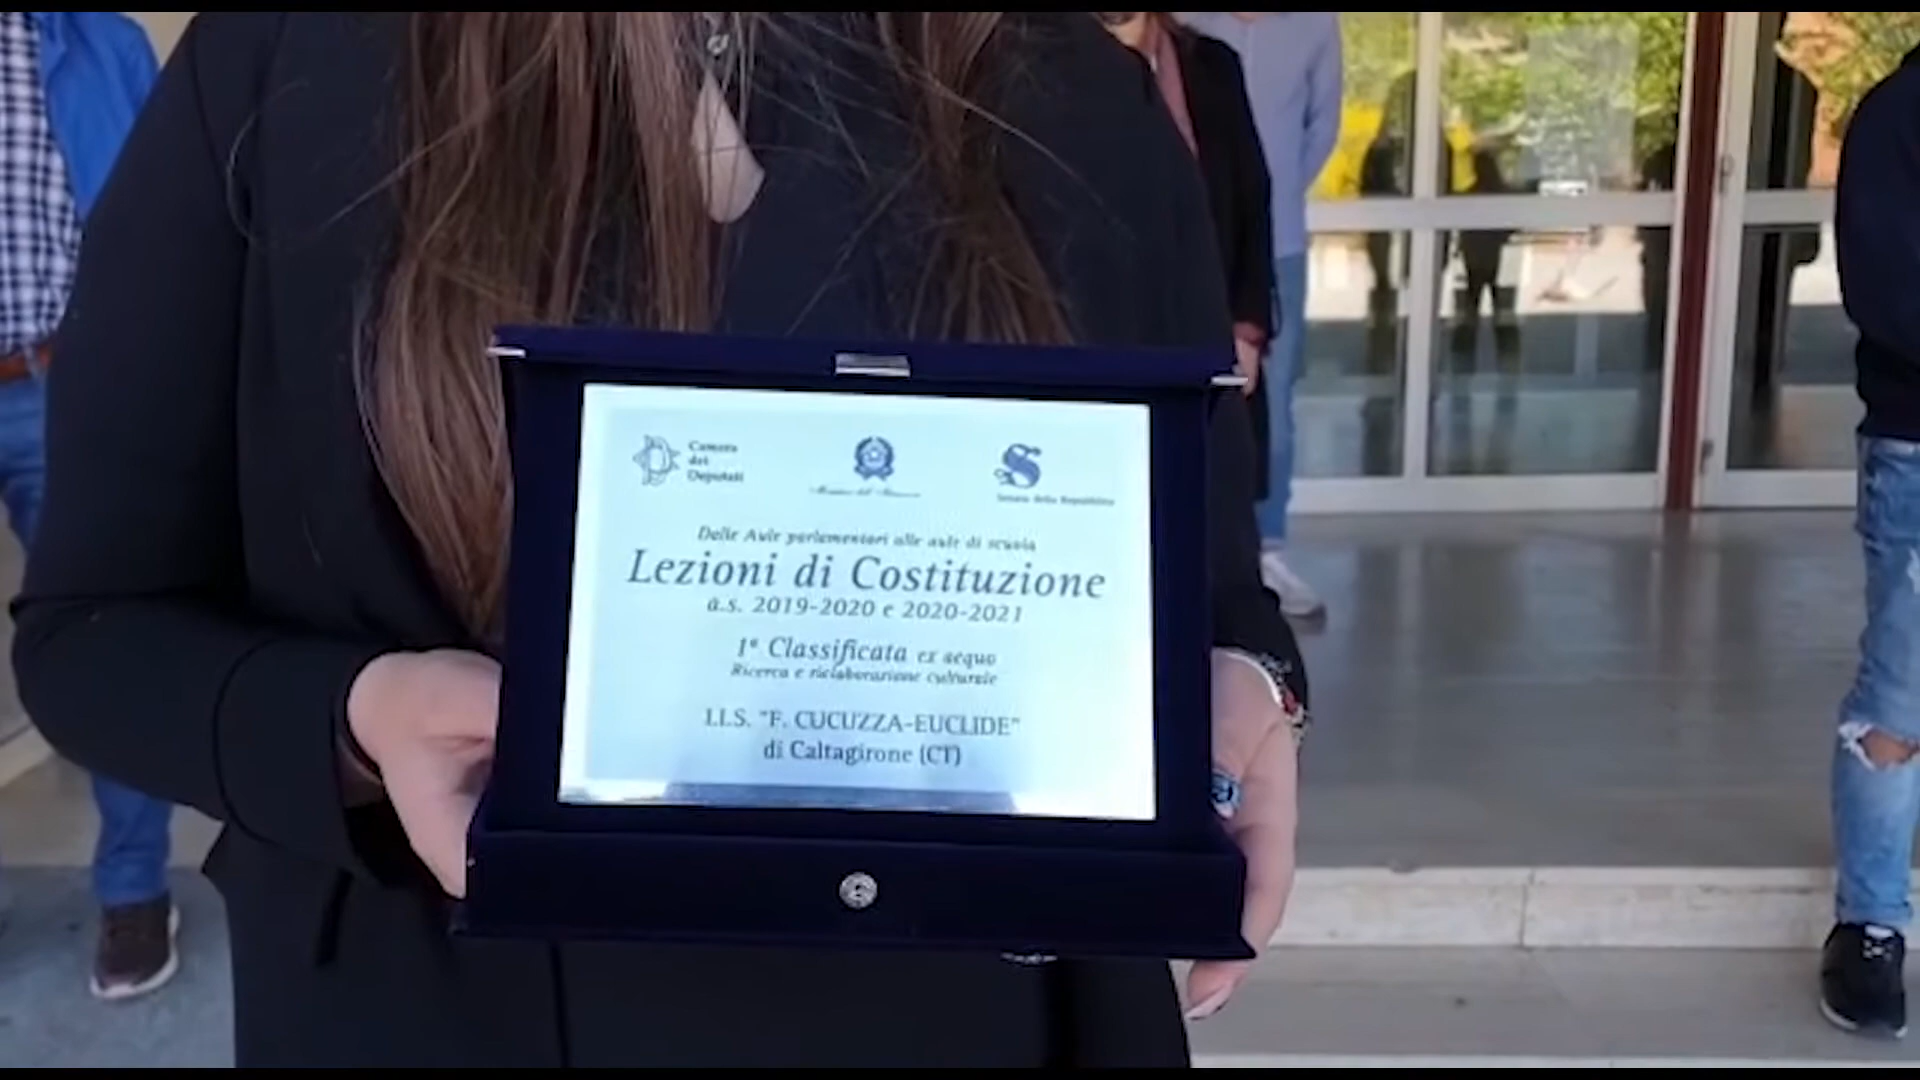 Camera
dei
Deputati
Senato della Repubblica
Dalle Aule parlamentari alle aule di scuola
Lezioni di Costituzione
a.s. 2019-2020 e 2020-2021
1ª Classificata ex aequo
Ricerca e rielaborazione culturale
I.I.S. "F. CUCUZZA-EUCLIDE"
di Caltagirone (CT)